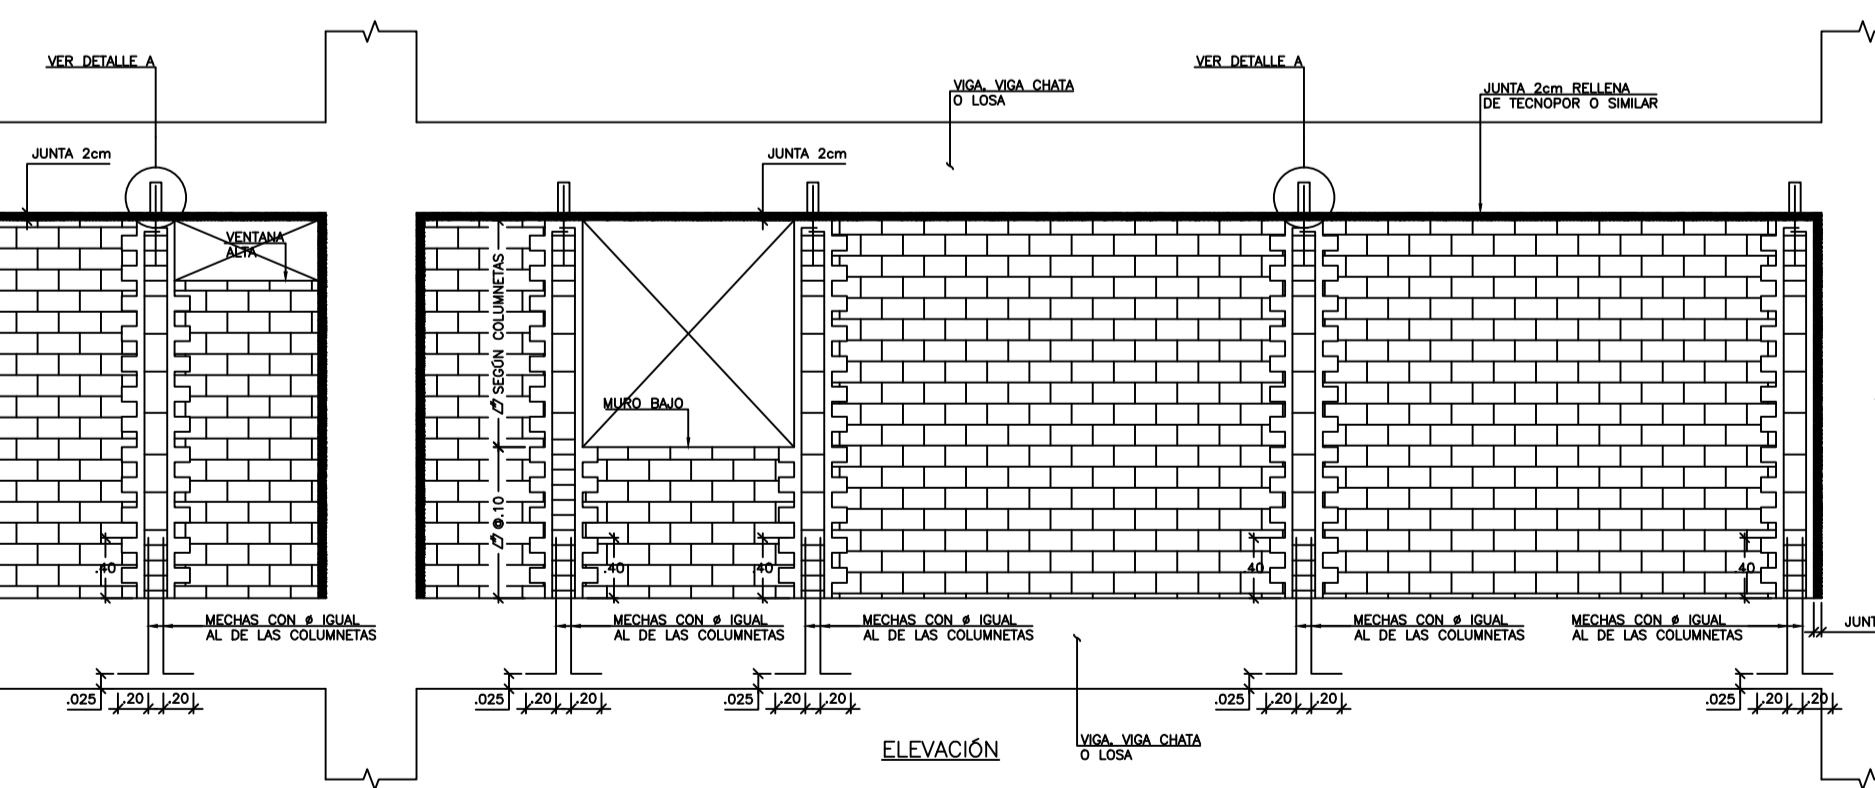 VER DETALLE A
VER DETALLE A
VIGA, VIGA CHATA
O LOSA
JUNTA 2cm RELLENA
DE TECNOPOR O SIMILAR
JUNTA 2cm
JUNTA 2cm
VENTANA
ALTA
SEGÚN COLUMNETAS
MURO BAJO
@.10
.40
.40
.40
.40
.40
MECHAS CON ø IGUAL
AL DE LAS COLUMNETAS
MECHAS CON ø IGUAL
AL DE LAS COLUMNETAS
MECHAS CON ø IGUAL
AL DE LAS COLUMNETAS
MECHAS CON ø IGUAL
AL DE LAS COLUMNETAS
MECHAS CON ø IGUAL
AL DE LAS COLUMNETAS
JUNT
.025 .20 .20
.025 .20 .20
.025 .20 .20
.025 .20 .20
.025 .20 .20
ELEVACIÓN
VIGA, VIGA CHATA
O LOSA